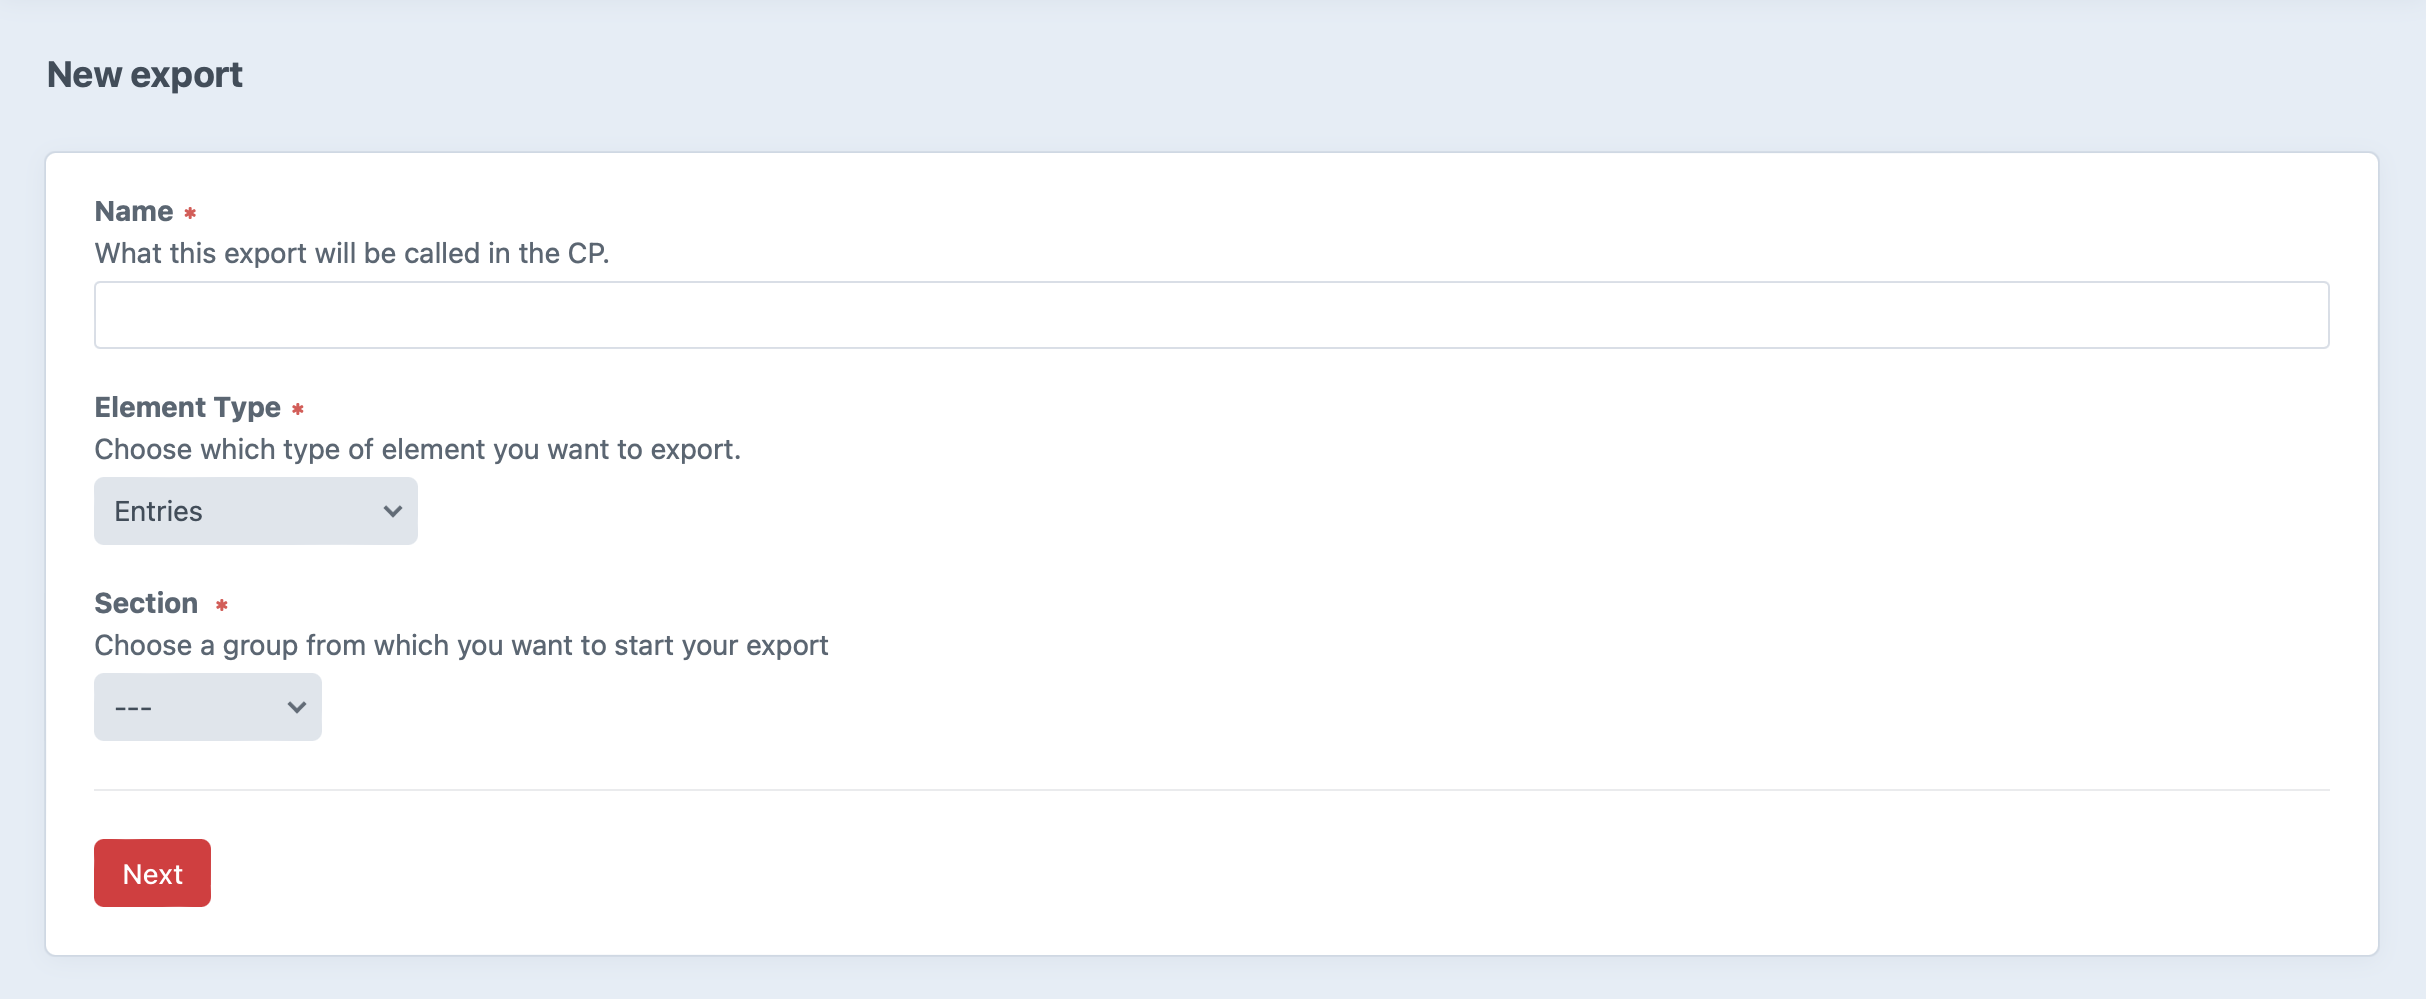 New export
Name *
What this export will be called in the CP.
Element Type *
Choose which type of element you want to export.
Entries
Section *
Choose a group from which you want to start your export
---
Next